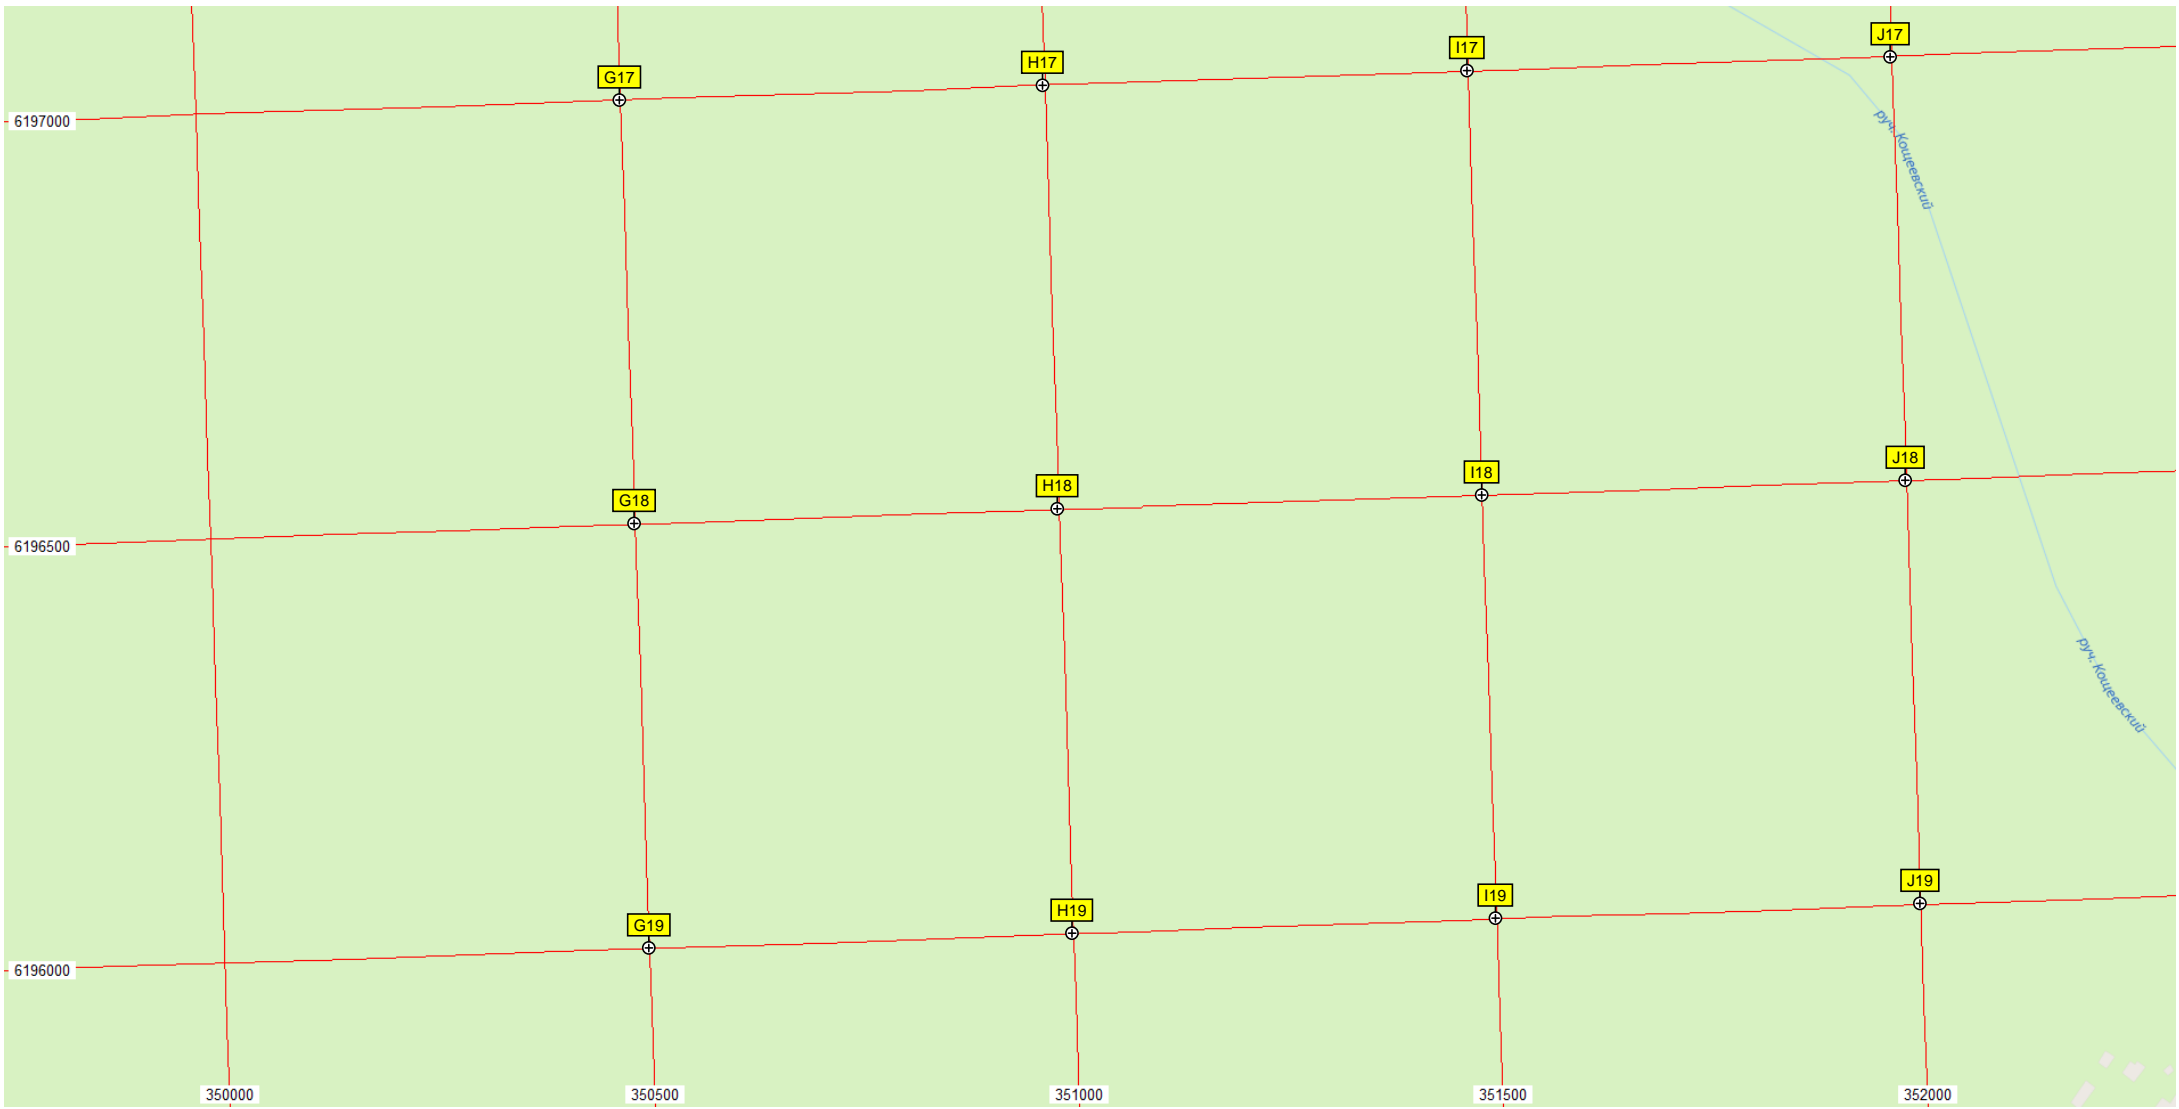 J17
I17
H17
G17
6197000
руч. Кощеевский
J18
I18
H18
G18
6196500
руч. Кощеевский
J19
I19
H19
G19
6196000
350000
350500
351000
351500
352000